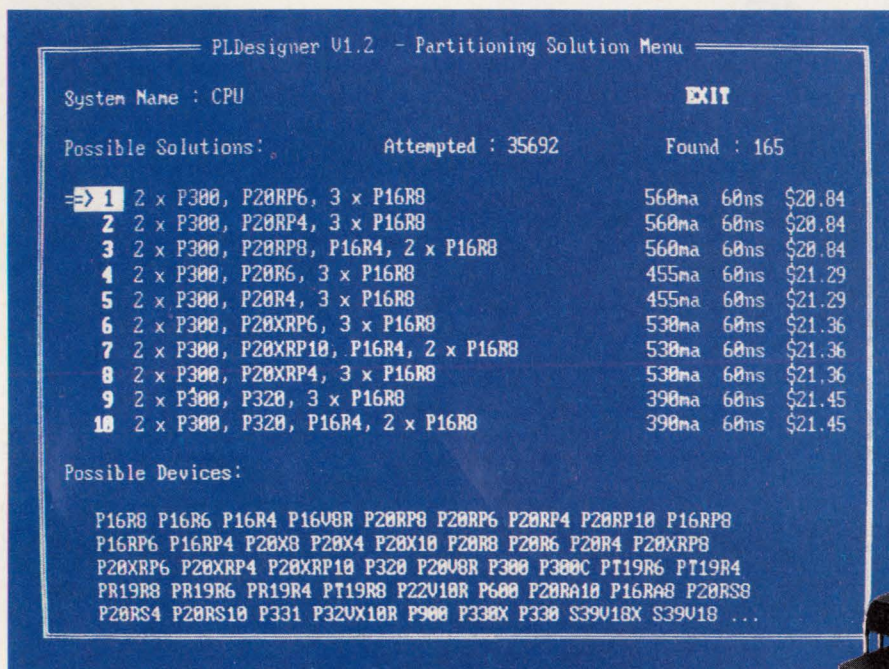 PLDesigner V1.2 - Partitioning Solution Menu
System Name : CPU EXIT
Possible Solutions: Attempted : 35692 Found : 165
==> 1 2 x P300, P20RP6, 3 x P16R8 560ma 60ns $20.84
2 2 x P300, P20RP4, 3 x P16R8 560ma 60ns $20.84
3 2 x P300, P20RP8, P16R4, 2 x P16R8 560ma 60ns $20.84
4 2 x P300, P20R6, 3 x P16R8 455ma 60ns $21.29
5 2 x P300, P20R4, 3 x P16R8 455ma 60ns $21.29
6 2 x P300, P20XRP6, 3 x P16R8 530ma 60ns $21.36
7 2 x P300, P20XRP10, P16R4, 2 x P16R8 530ma 60ns $21.36
8 2 x P300, P20XRP4, 3 x P16R8 530ma 60ns $21.36
9 2 x P300, P320, 3 x P16R8 390ma 60ns $21.45
10 2 x P300, P320, P16R4, 2 x P16R8 390ma 60ns $21.45
Possible Devices:
P16R8 P16R6 P16R4 P16V8R P20RP8 P20RP6 P20RP4 P20RP10 P16RP8
P16RP6 P16RP4 P20X8 P20X4 P20X10 P20R8 P20R6 P20R4 P20XRP8
P20XRP6 P20XRP4 P20XRP10 P320 P20V8R P300 P300C PT19R6 PT19R4
PR19R8 PR19R6 PR19R4 PT19R8 P22V10R P600 P20RA10 P16RA8 P20RS8
P20RS4 P20RS10 P331 P32VX10R P900 P330X P330 S39V18X S39V18 ...